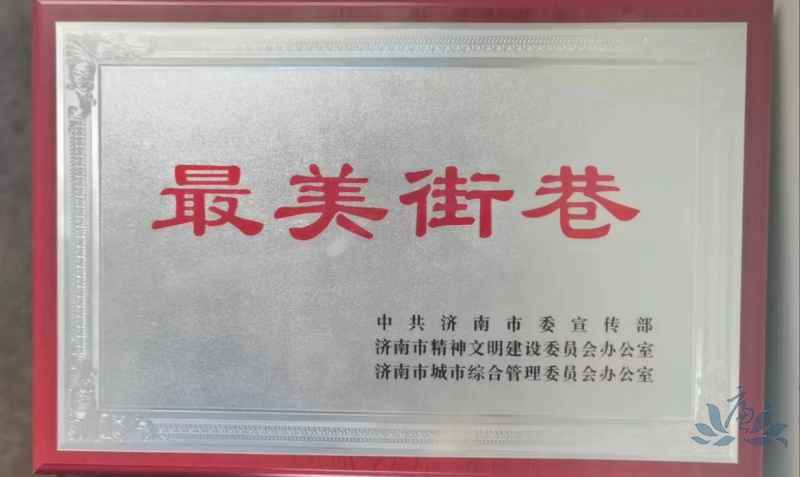 最美街巷
中共济南市委宣传部
济南市精神文明建设委员会办公室
济南市城市综合管理委员会办公室